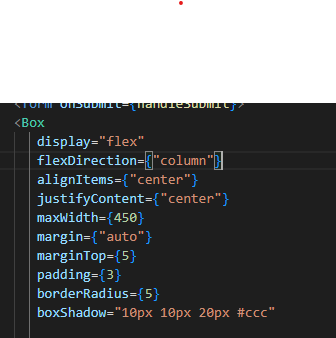 <form onSubmit={handleSubmit}>
<Box
display="flex"
flexDirection={"column"}
alignItems={"center"}
justifyContent={"center"}
maxWidth={450}
margin={"auto"}
marginTop={5}
padding={3}
borderRadius={5}
boxShadow="10px 10px 20px #ccc"